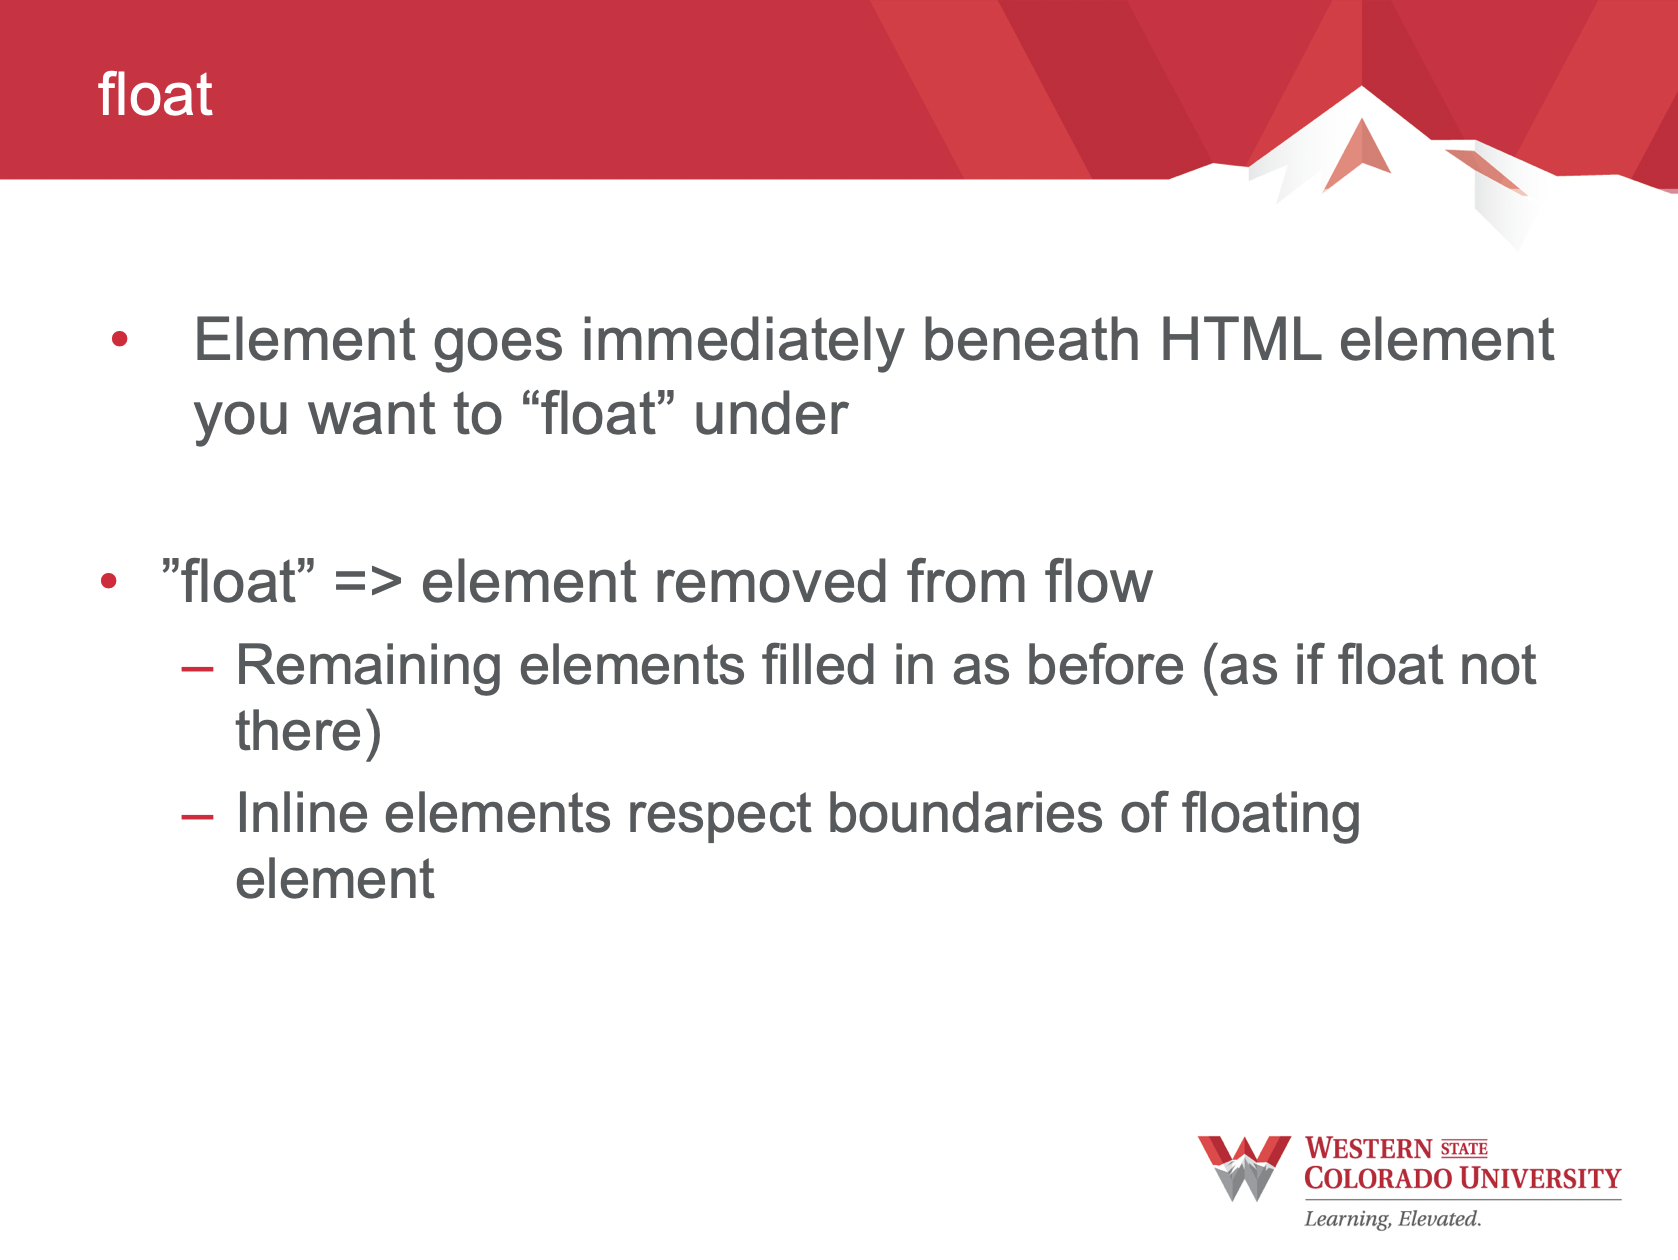 float
• Element goes immediately beneath HTML element
you want to “float” under
• ”float” => element removed from flow
– Remaining elements filled in as before (as if float not
there)
– Inline elements respect boundaries of floating
element
WESTERN STATE
COLORADO UNIVERSITY
Learning, Elevated.